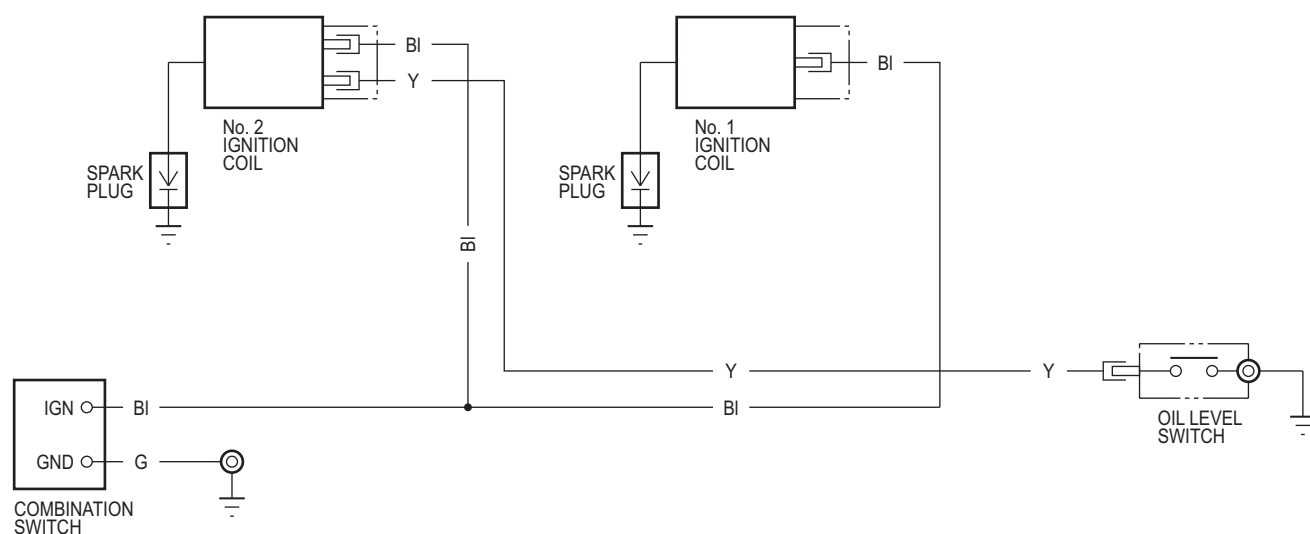 Bl
Y
No. 2
IGNITION
COIL
SPARK
PLUG
Bl
No. 1
IGNITION
COIL
SPARK
PLUG
Bl
Y
Y
IGN
Bl
Bl
GND
G
COMBINATION
SWITCH
OIL LEVEL
SWITCH